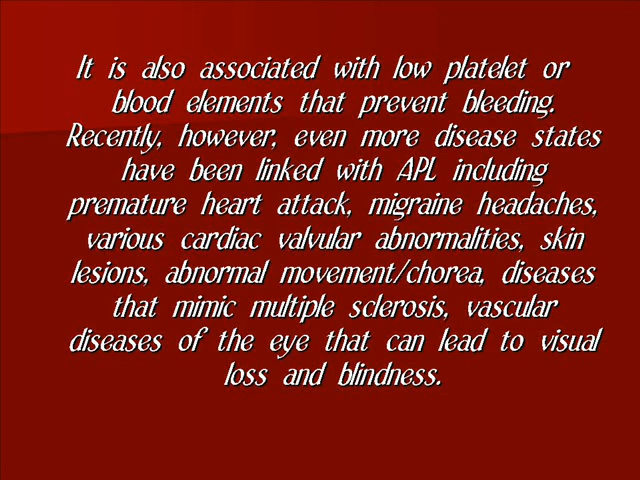 It is also associated with low platelet or
blood elements that prevent bleeding.
Recently, however, even more disease states
have been linked with APL including
premature heart attack, migraine headaches,
various cardiac valvular abnormalities, skin
lesions, abnormal movement/chorea, diseases
that mimic multiple sclerosis, vascular
diseases of the eye that can lead to visual
loss and blindness.